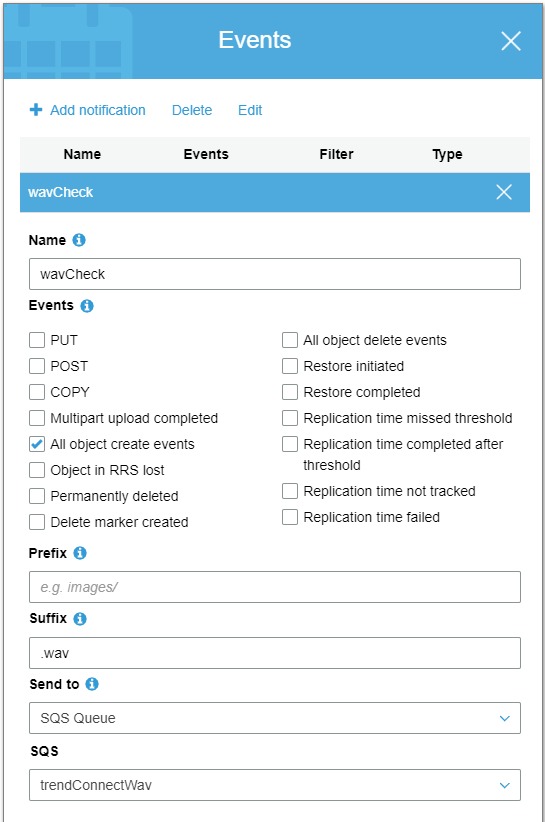 Events
Add notification Delete Edit
Name Events Filter Type
wavCheck
Name
wavCheck
Events
PUT
POST
COPY
Multipart upload completed
All object create events
Object in RRS lost
Permanently deleted
Delete marker created
All object delete events
Restore initiated
Restore completed
Replication time missed threshold
Replication time completed after
threshold
Replication time not tracked
Replication time failed
Prefix
e.g. images/
Suffix
.wav
Send to
SQS Queue
SQS
trendConnectWav